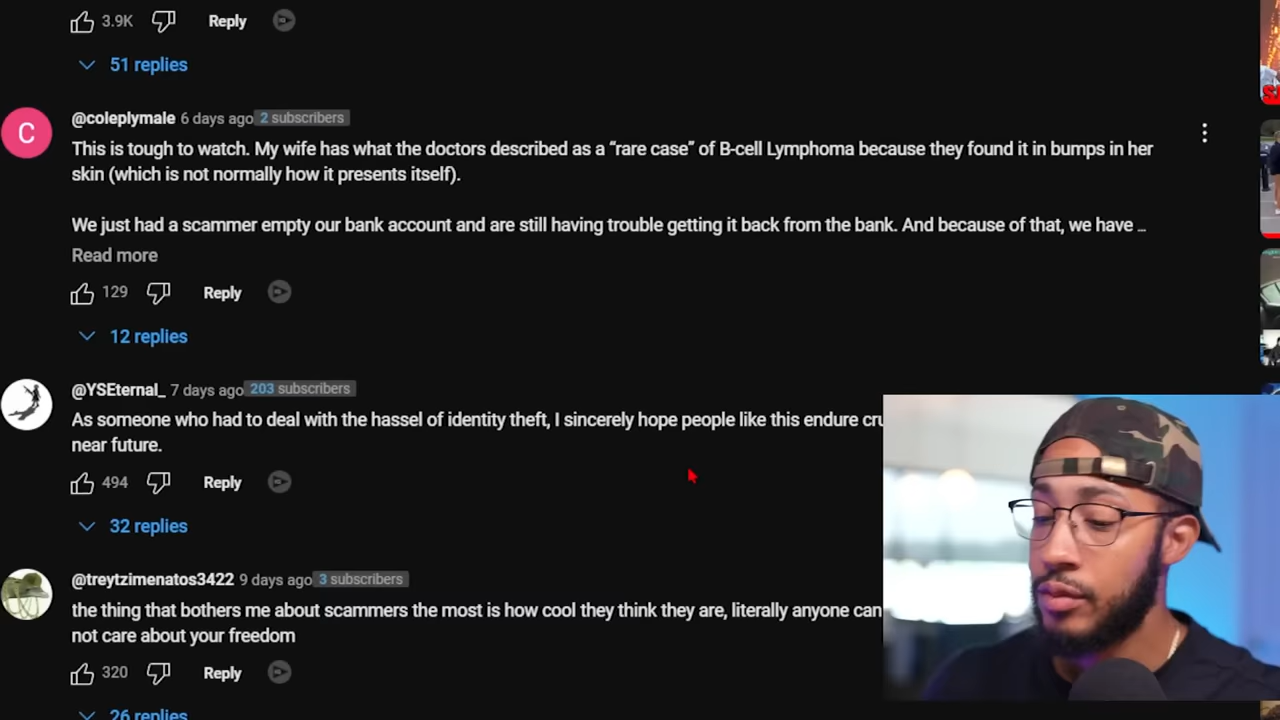 3.9K Reply
51 replies
@coleplymale 6 days ago 2 subscribers
This is tough to watch. My wife has what the doctors described as a “rare case” of B-cell Lymphoma because they found it in bumps in her
skin (which is not normally how it presents itself).
We just had a scammer empty our bank account and are still having trouble getting it back from the bank. And because of that, we have ...
Read more
129 Reply
12 replies
C
@YSEternal_ 7 days ago 203 subscribers
As someone who had to deal with the hassel of identity theft, I sincerely hope people like this endure
near future.
494 Reply
32 replies
@treytzimenatos3422 9 days ago 3 subscribers
the thing that bothers me about scammers the most is how cool they think they are, literally anyone can
not care about your freedom
320 Reply
26 replies